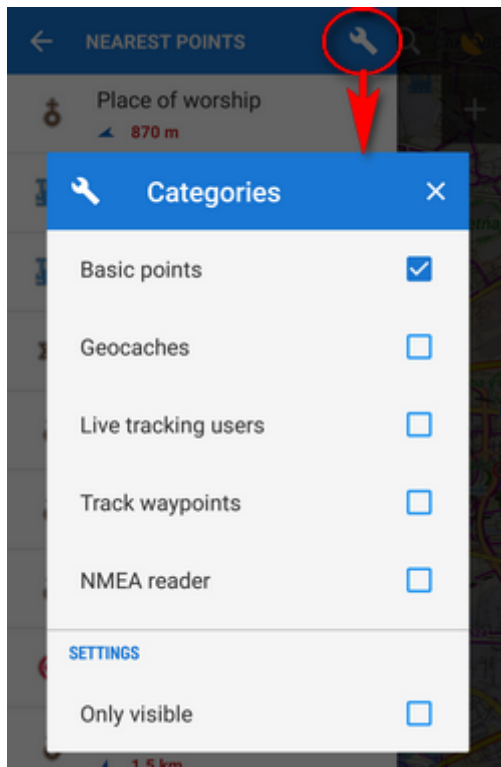 NEAREST POINTS
Place of worship
870 m
Categories
Basic points
Geocaches
Live tracking users
Track waypoints
NMEA reader
SETTINGS
Only visible
1.5 km